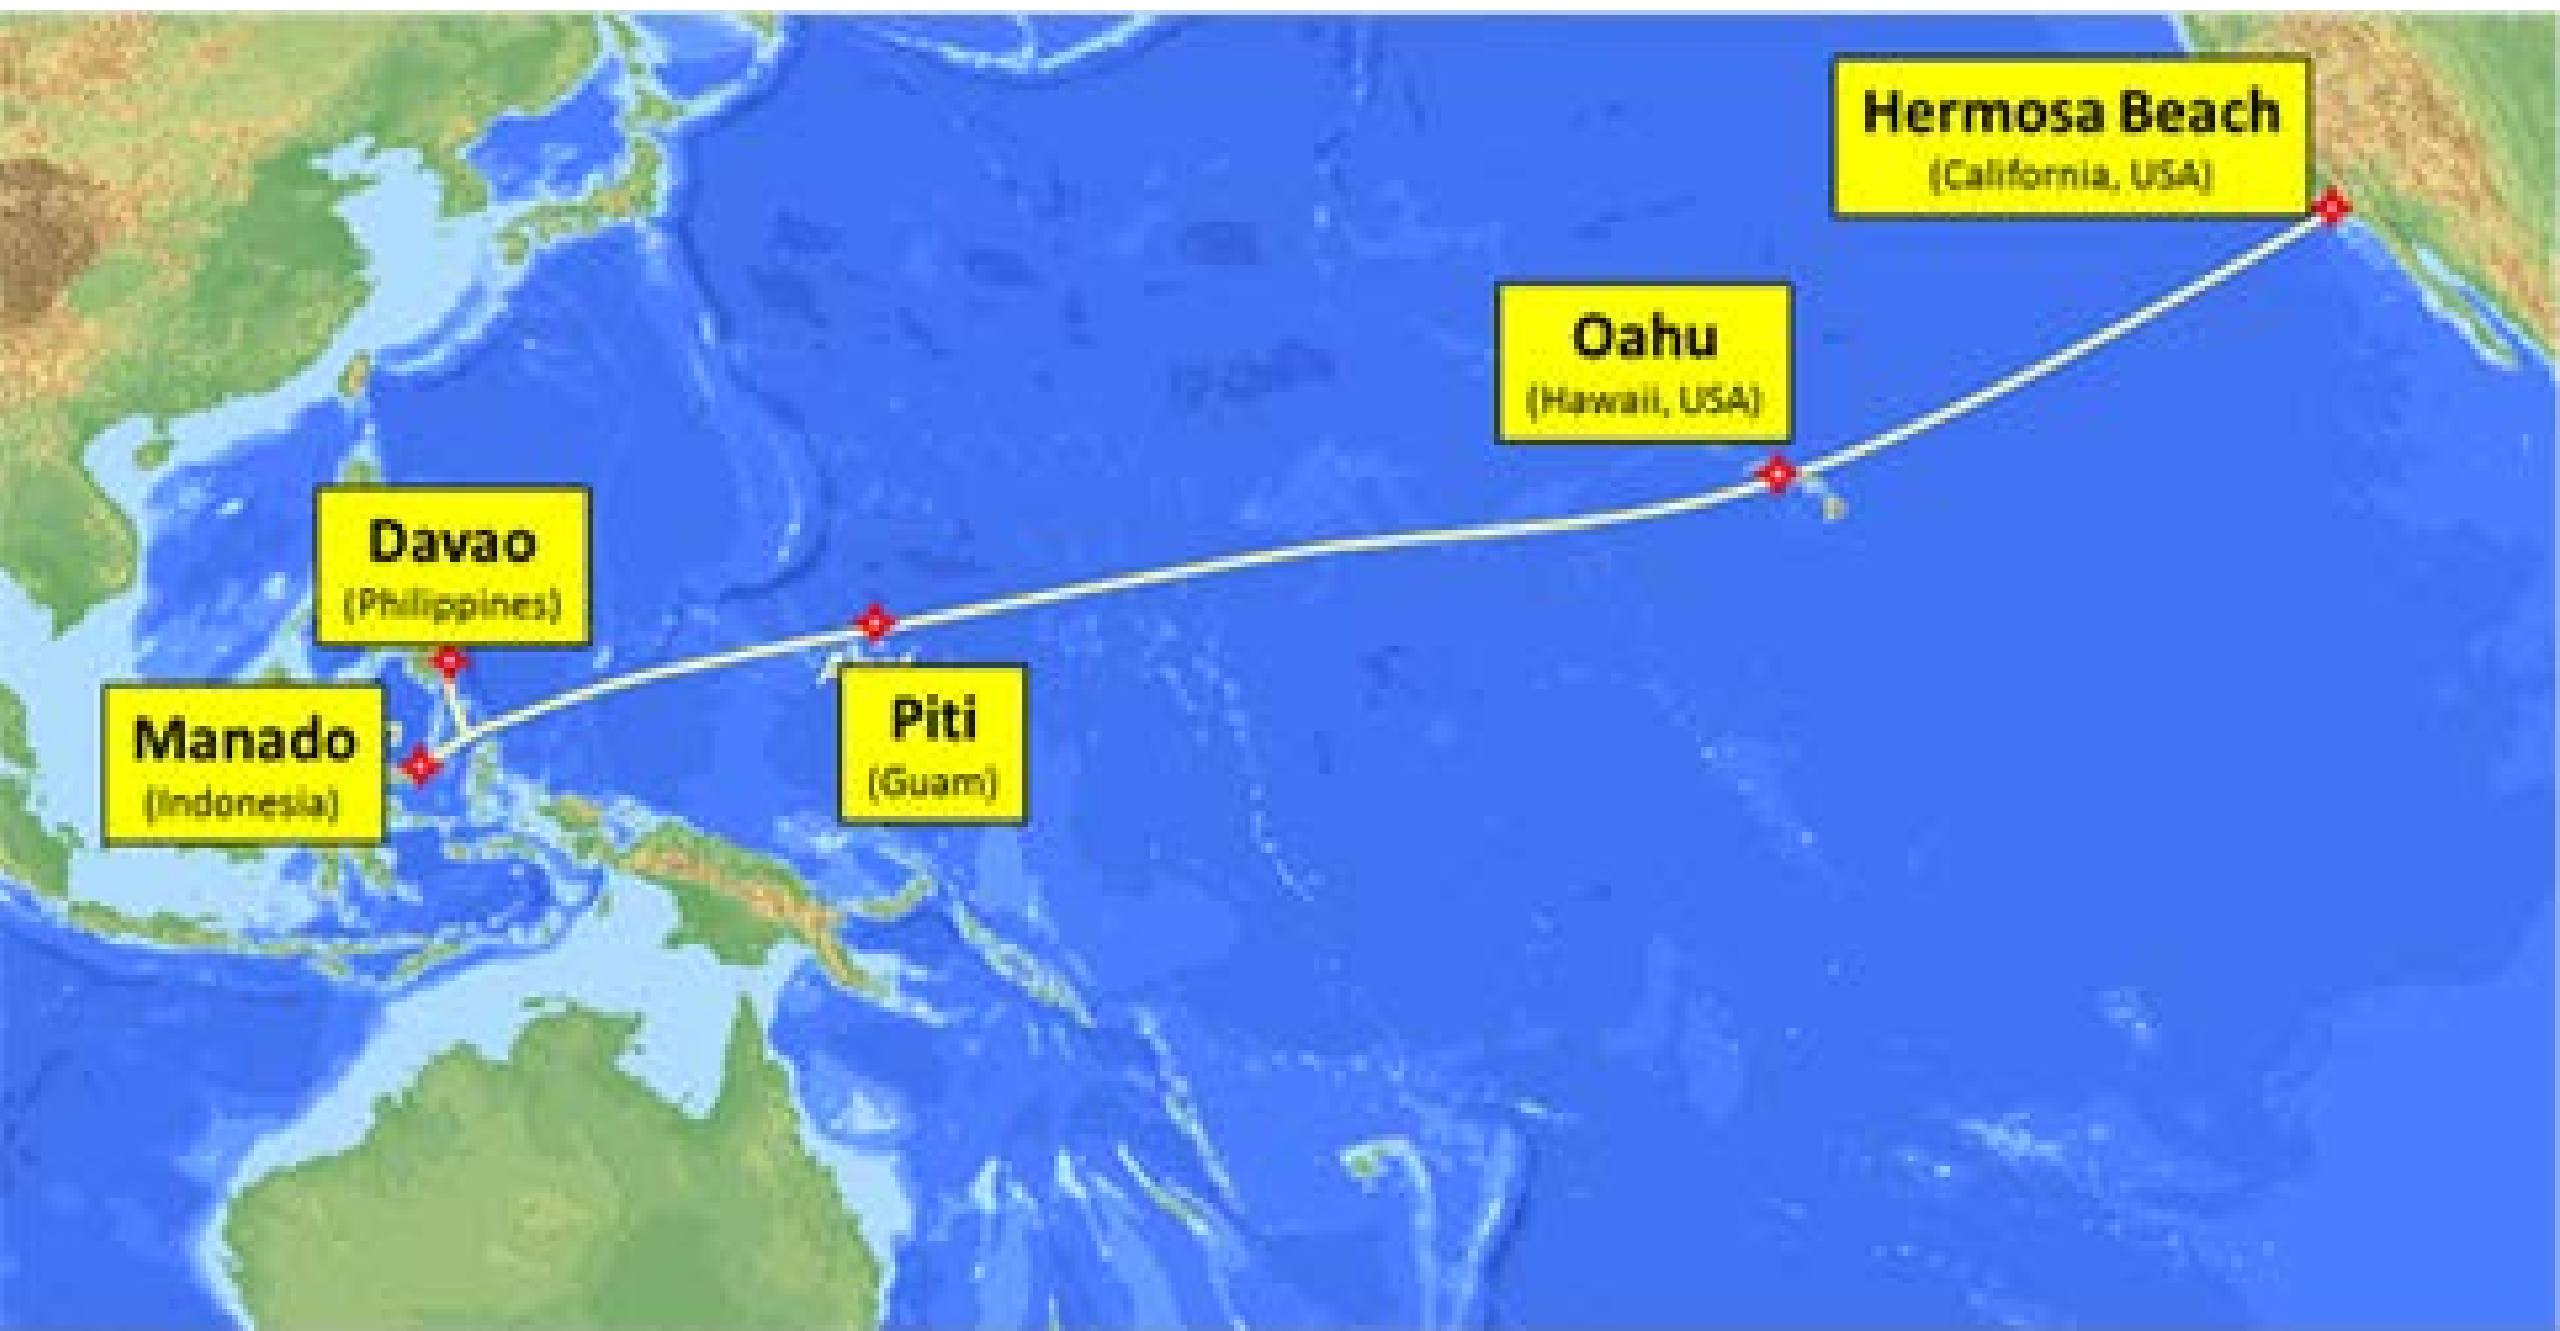 Hermosa Beach
(California, USA)
Oahu
(Hawaii, USA)
Davao
(Philippines)
Manado
(Indonesia)
Piti
(Guam)